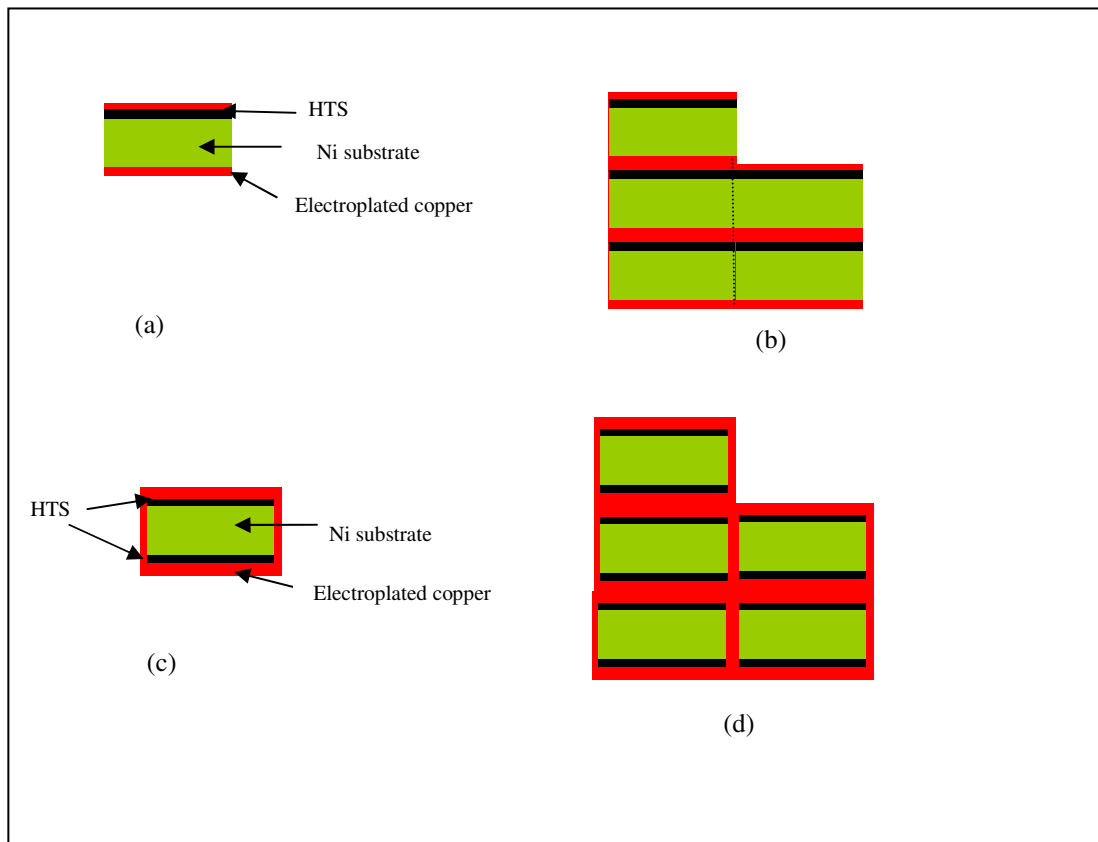 HTS
Ni substrate
Electroplated copper
(a)
(b)
HTS
Ni substrate
Electroplated copper
(c)
(d)